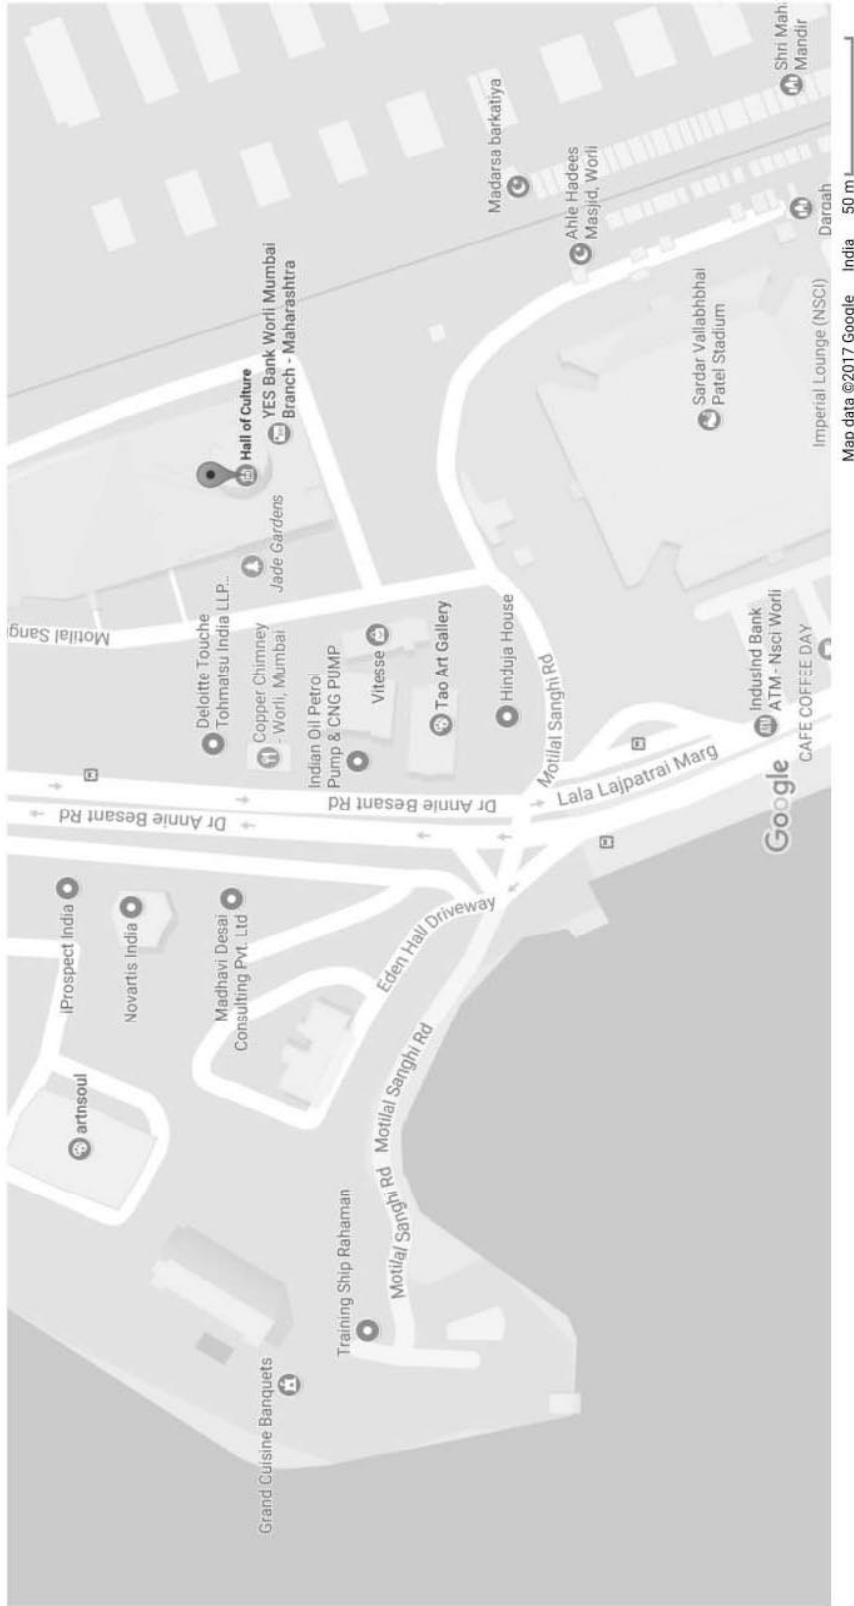 iProspect India
artnsoul
Novartis India
Grand Cuisine Banquets
Madhavi Desai
Consulting Pvt. Ltd
Training Ship Rahaman
Motilal Sanghi Rd
Motilal Sanghi Rd
Eden Hall Driveway
Dr Annie Besant Rd
Dr Annie Besant Rd
Motilal Sang
Deloitte Touche
Tohmatsu India LLP...
Copper Chimney
- Worli, Mumbai
Jade Gardens
Hall of Culture
YES Bank Worli Mumbai
Branch - Maharashtra
Indian Oil Petrol
Pump & CNG PUMP
Vitesse
Tao Art Gallery
Hinduja House
Motilal Sanghi Rd
Lala Lajpatrai Marg
Madarsa barkatiya
Ahle Hadees
Masjid, Worli
Sardar Vallabhbhai
Patel Stadium
Shri Mah
Mandir
Dargah
Imperial Lounge (NSCI)
IndusInd Bank
ATM - Nsci Worli
CAFE COFFEE DAY
Google
Map data ©2017 Google India 50 m